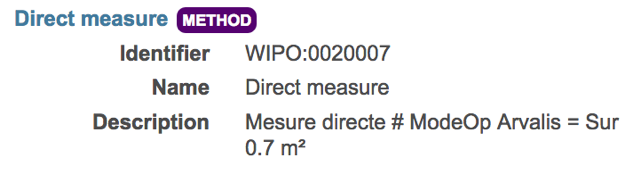 Direct measure METHOD
Identifier WIPO:0020007
Name Direct measure
Description Mesure directe # ModeOp Arvalis = Sur
0.7 m²